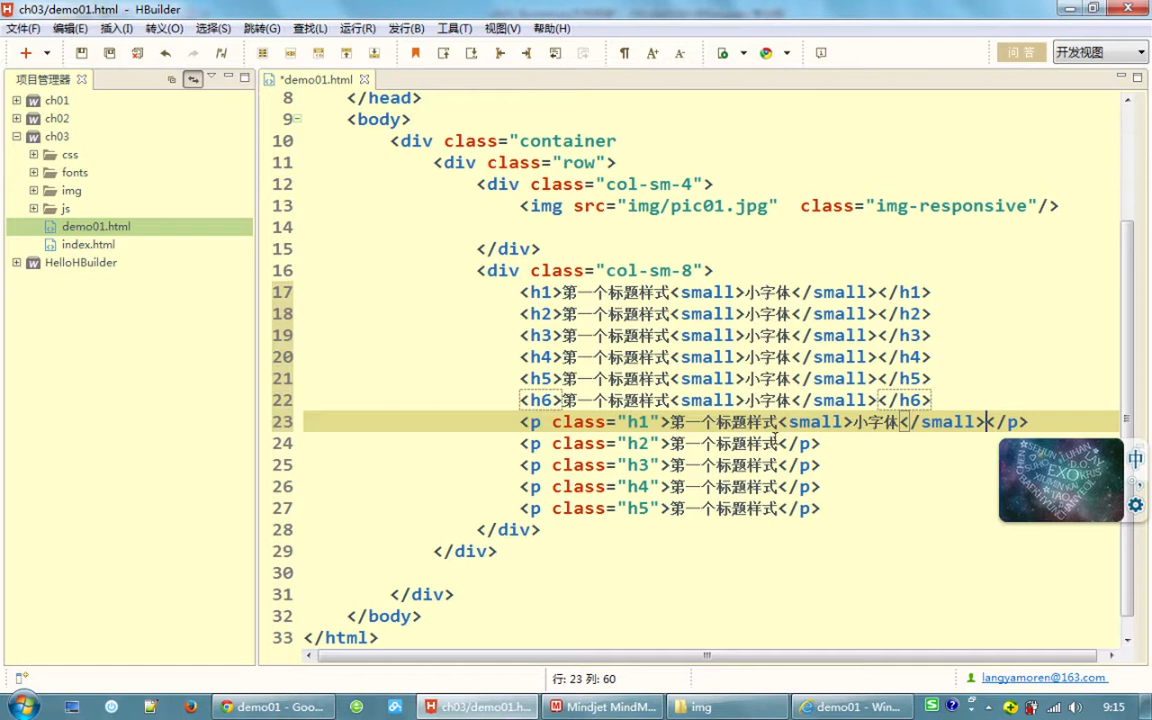 ch03/demo01.html - HBuilder
文件(F) 编辑(E) 插入(I) 转义(O) 选择(S) 跳转(G) 查找(L) 运行(R) 发行(B) 工具(T) 视图(V) 帮助(H)
问答 开发视图
项目管理器
*demo01.html
ch01
ch02
ch03
css
fonts
img
js
demo01.html
index.html
HelloHBuilder
8 </head>
9 <body>
10 <div class="container
11 <div class="row">
12 <div class="col-sm-4">
13 <img src="img/pic01.jpg" class="img-responsive"/>
14
15 </div>
16 <div class="col-sm-8">
17 <h1>第一个标题样式<small>小字体</small></h1>
18 <h2>第一个标题样式<small>小字体</small></h2>
19 <h3>第一个标题样式<small>小字体</small></h3>
20 <h4>第一个标题样式<small>小字体</small></h4>
21 <h5>第一个标题样式<small>小字体</small></h5>
22 <h6>第一个标题样式<small>小字体</small></h6>
23 <p class="h1">第一个标题样式<small>小字体</small></p>
24 <p class="h2">第一个标题样式</p>
25 <p class="h3">第一个标题样式</p>
26 <p class="h4">第一个标题样式</p>
27 <p class="h5">第一个标题样式</p>
28 </div>
29 </div>
30
31 </div>
32 </body>
33 </html>
中
EXO
行: 23 列: 60
langyamoren@163.com
demo01 - Goo... ch03/demo01.h... Mindjet MindM... img demo01 - Win... 9:15